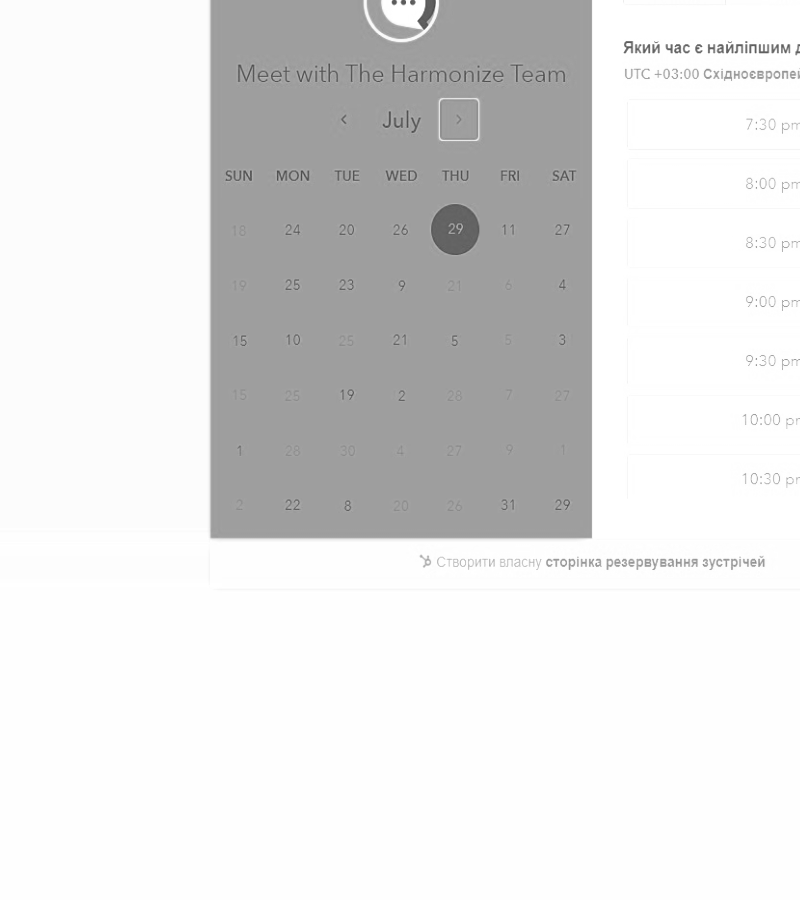 Meet with The Harmonize Team
July
SUN MON TUE WED THU FRI SAT
18 24 20 26 29 11 27
19 25 23 9 21 6 4
15 10 25 21 5 5 3
15 25 19 2 28 7 27
1 28 30 4 27 9 1
2 22 8 20 26 31 29
Який час є найліпшим
UTC +03:00
7:30 pm
8:00 pm
8:30 pm
9:00 pm
9:30 pm
10:00 pm
10:30 pm
Створити власну сторінка резервування зустрічей